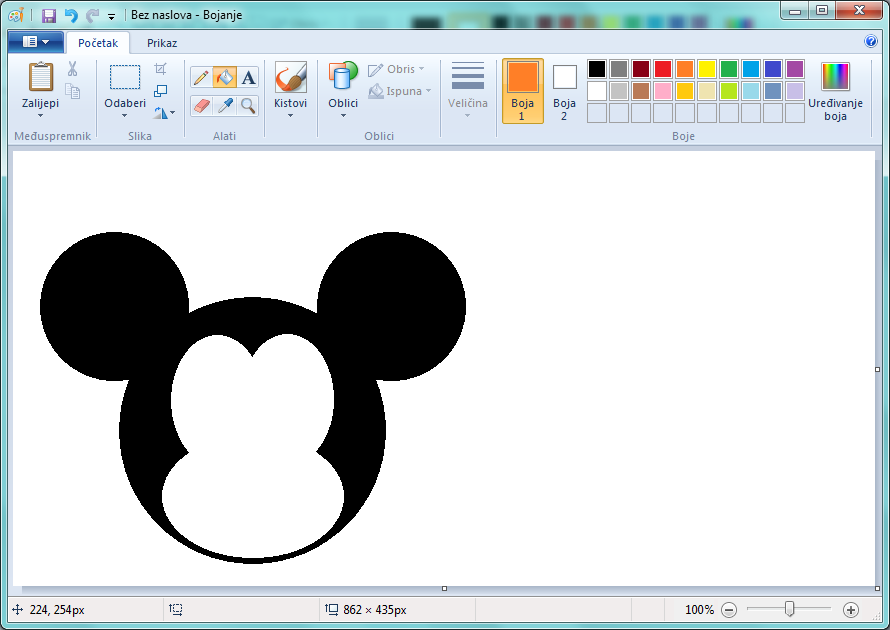 Bez naslova - Bojanje
Početak Prikaz
Zalijepi
Međuspremnik
Odaberi
Slika
A
Alati
Kistovi
Oblici
Obris
Ispuna
Oblici
Veličina
Boja
1
Boja
2
Boje
Uređivanje
boja
224, 254px
862 × 435px
100%